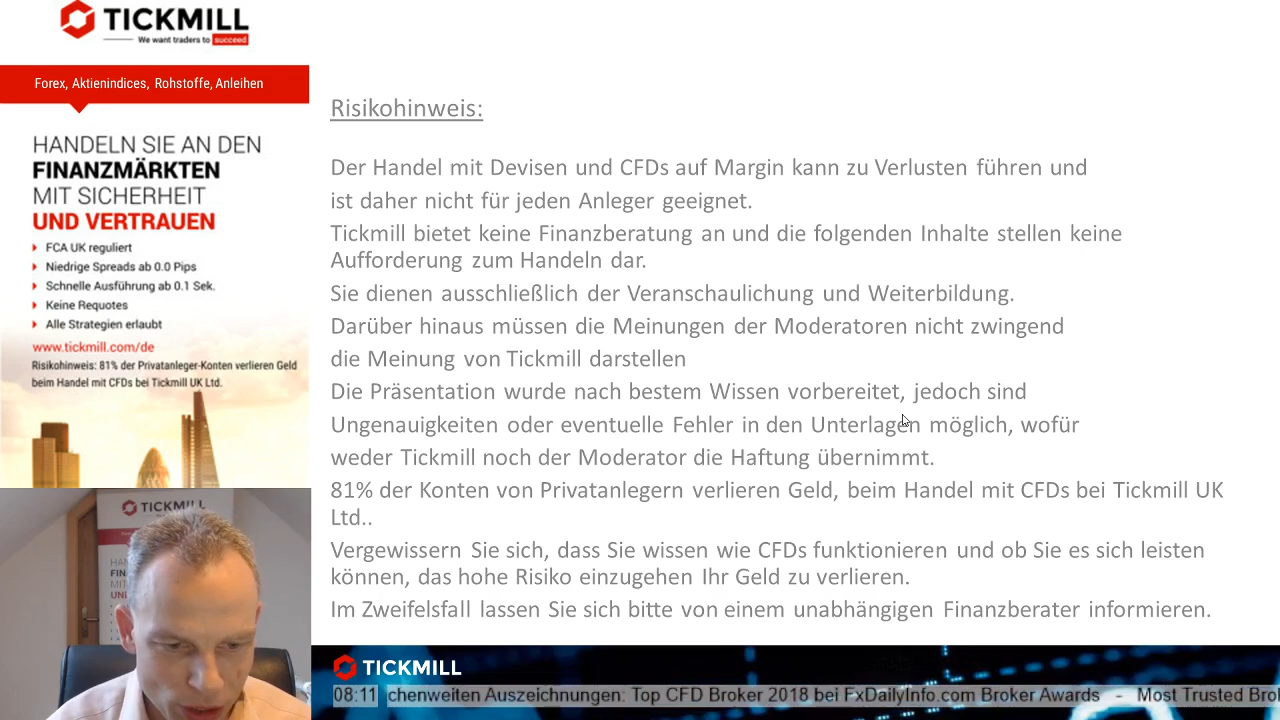 TICKMILL
We want traders to succeed
Forex, Aktienindices, Rohstoffe, Anleihen
HANDELN SIE AN DEN
FINANZMÄRKTEN
MIT SICHERHEIT
UND VERTRAUEN
FCA UK reguliert
Niedrige Spreads ab 0.0 Pips
Schnelle Ausführung ab 0.1 Sek.
Keine Requotes
Alle Strategien erlaubt
www.tickmill.com/de
Risikohinweis: 81% der Privatanleger-Konten verlieren Geld
beim Handel mit CFDs bei Tickmill UK Ltd.
Risikohinweis:
Der Handel mit Devisen und CFDs auf Margin kann zu Verlusten führen und
ist daher nicht für jeden Anleger geeignet.
Tickmill bietet keine Finanzberatung an und die folgenden Inhalte stellen keine
Aufforderung zum Handeln dar.
Sie dienen ausschließlich der Veranschaulichung und Weiterbildung.
Darüber hinaus müssen die Meinungen der Moderatoren nicht zwingend
die Meinung von Tickmill darstellen
Die Präsentation wurde nach bestem Wissen vorbereitet, jedoch sind
Ungenauigkeiten oder eventuelle Fehler in den Unterlagen möglich, wofür
weder Tickmill noch der Moderator die Haftung übernimmt.
81% der Konten von Privatanlegern verlieren Geld, beim Handel mit CFDs bei Tickmill UK
Ltd..
Vergewissern Sie sich, dass Sie wissen wie CFDs funktionieren und ob Sie es sich leisten
können, das hohe Risiko einzugehen Ihr Geld zu verlieren.
Im Zweifelsfall lassen Sie sich bitte von einem unabhängigen Finanzberater informieren.
TICKMILL
TICKMILL
08:11 chenweiten Auszeichnungen: Top CFD Broker 2018 bei FxDailyInfo.com Broker Awards - Most Trusted Bro